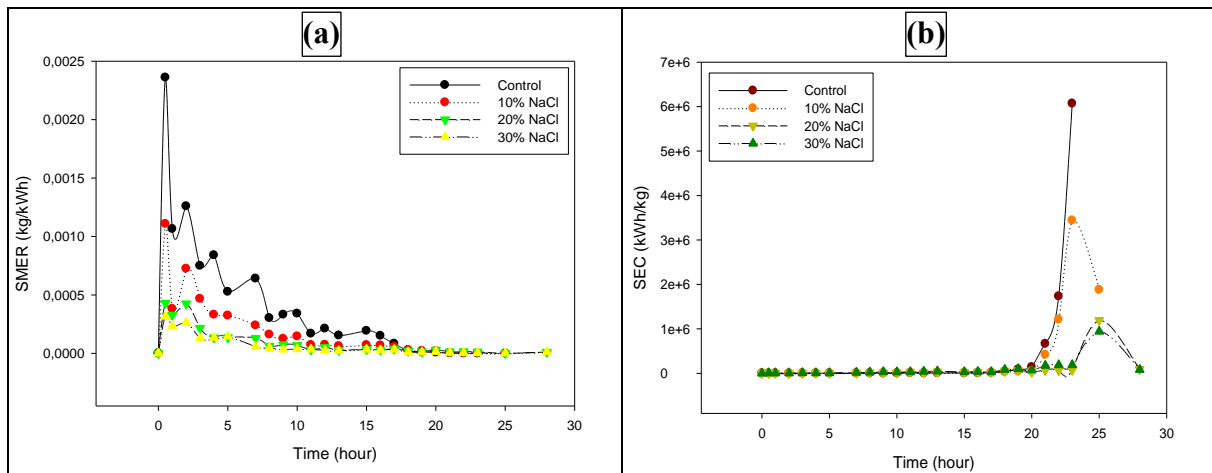 (a)
0,0025
0,0020
0,0015
0,0010
0,0005
0,0000
SMER (kg/kWh)
Control
10% NaCl
20% NaCl
30% NaCl
0 5 10 15 20 25 30
Time (hour)
(b)
7e+6
6e+6
5e+6
4e+6
3e+6
2e+6
1e+6
0
SEC (kWh/kg)
Control
10% NaCl
20% NaCl
30% NaCl
0 5 10 15 20 25 30
Time (hour)